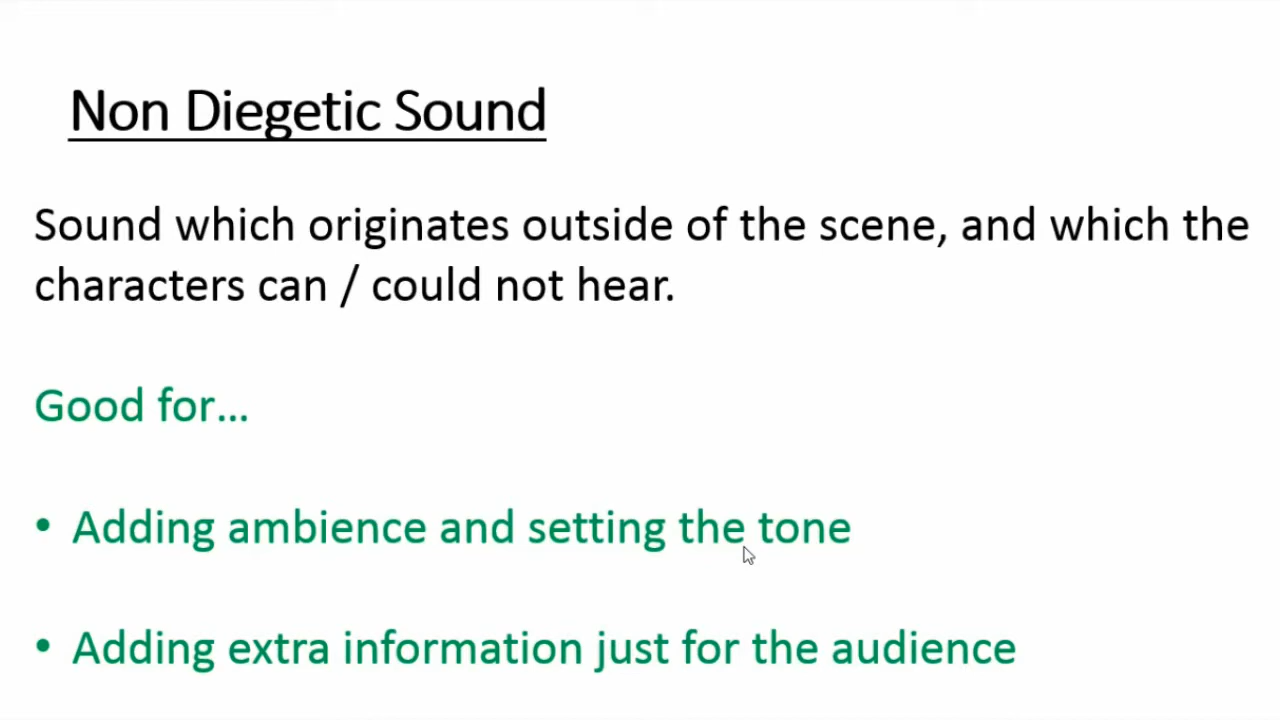 Non Diegetic Sound
Sound which originates outside of the scene, and which the
characters can / could not hear.
Good for...
• Adding ambience and setting the tone
• Adding extra information just for the audience